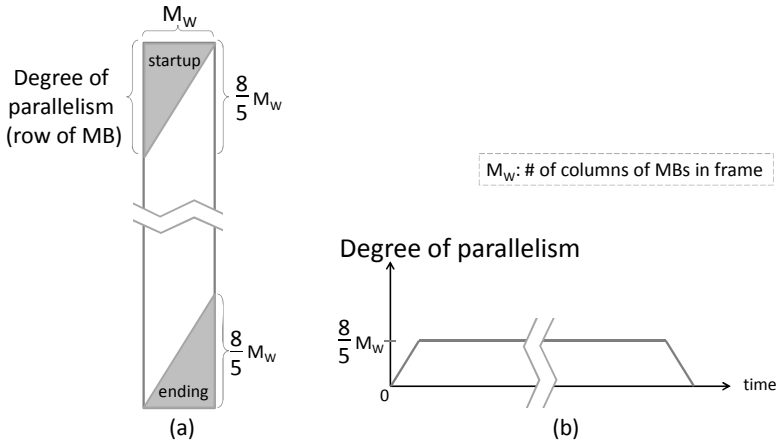 M_W
startup
Degree of
parallelism
(row of MB)
8/5 M_W
8/5 M_W
ending
(a)
M_W: # of columns of MBs in frame
Degree of parallelism
8/5 M_W
0
time
(b)